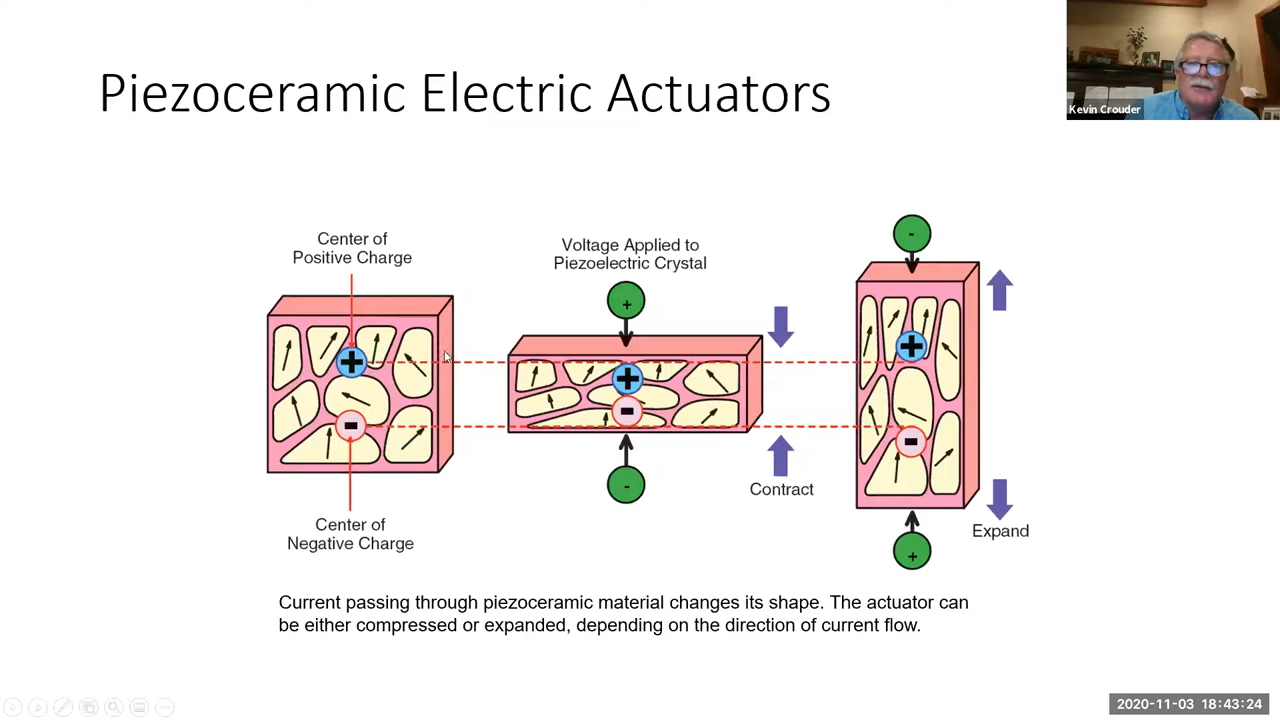 Piezoceramic Electric Actuators
Kevin Crouder
Center of
Positive Charge
Voltage Applied to
Piezoelectric Crystal
-
+
+
+
+
-
-
-
-
+
Contract
Expand
Center of
Negative Charge
Current passing through piezoceramic material changes its shape. The actuator can
be either compressed or expanded, depending on the direction of current flow.
2020-11-03 18:43:24